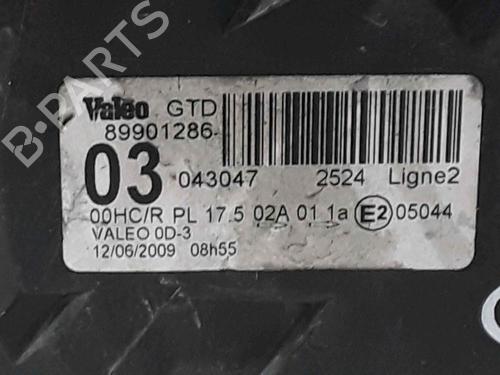 B-PARTS
Valeo GTD
89901286-
03 043047 2524 Ligne2
00HC/R PL 17.5 02A 01 1a E2 05044
VALEO 0D-3
12/06/2009 08h55